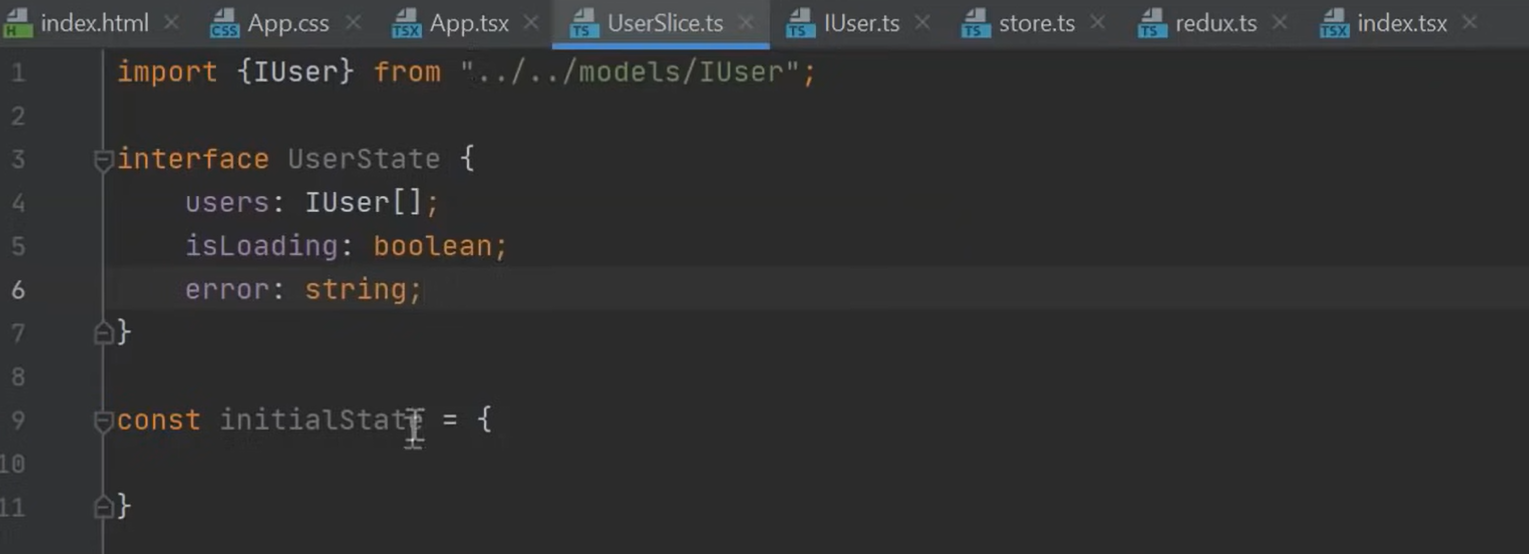 index.html App.css App.tsx UserSlice.ts IUser.ts store.ts redux.ts index.tsx
1 import {IUser} from "../../models/IUser";
2
3 interface UserState {
4 users: IUser[];
5 isLoading: boolean;
6 error: string;
7 }
8
9 const initialState = {
10
11 }